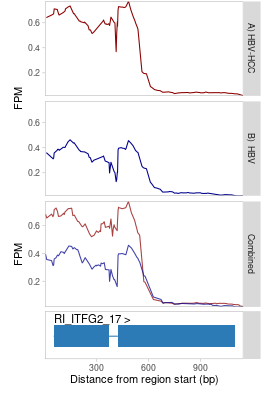 0.6
0.4
0.2
A) HBV-HCC
FPM
0.6
0.4
0.2
B) HBV
0.6
0.4
0.2
FPM
Combined
RI_ITFG2_17 >
300 600 900
Distance from region start (bp)